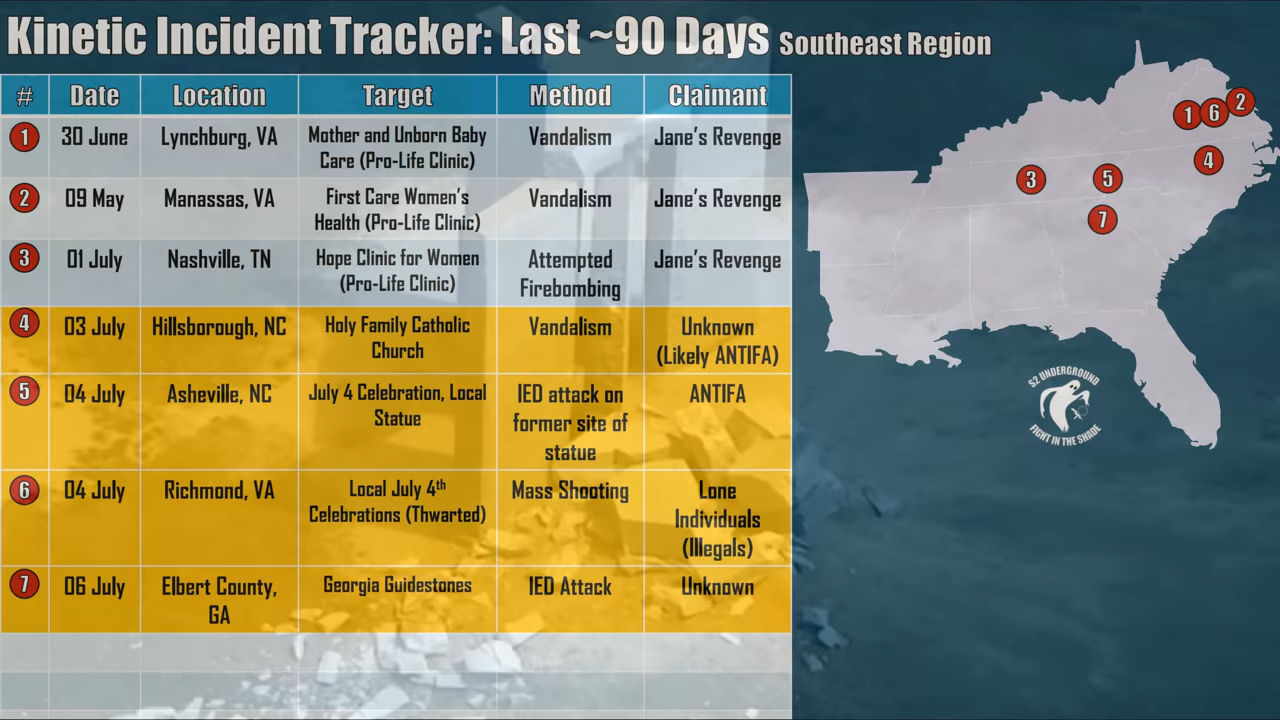 Kinetic Incident Tracker: Last ~90 Days Southeast Region
# Date Location Target Method Claimant
1 30 June Lynchburg, VA Mother and Unborn Baby Care (Pro-Life Clinic) Vandalism Jane's Revenge
2 09 May Manassas, VA First Care Women's Health (Pro-Life Clinic) Vandalism Jane's Revenge
3 01 July Nashville, TN Hope Clinic for Women (Pro-Life Clinic) Attempted Firebombing Jane's Revenge
4 03 July Hillsborough, NC Holy Family Catholic Church Vandalism Unknown (Likely ANTIFA)
5 04 July Asheville, NC July 4 Celebration, Local Statue IED attack on former site of statue ANTIFA
6 04 July Richmond, VA Local July 4th Celebrations (Thwarted) Mass Shooting Lone Individuals (Illegals)
7 06 July Elbert County, GA Georgia Guidestones IED Attack Unknown
1 6 2
4
3 5
7
S2 UNDERGROUND
FIGHT IN THE SHADE